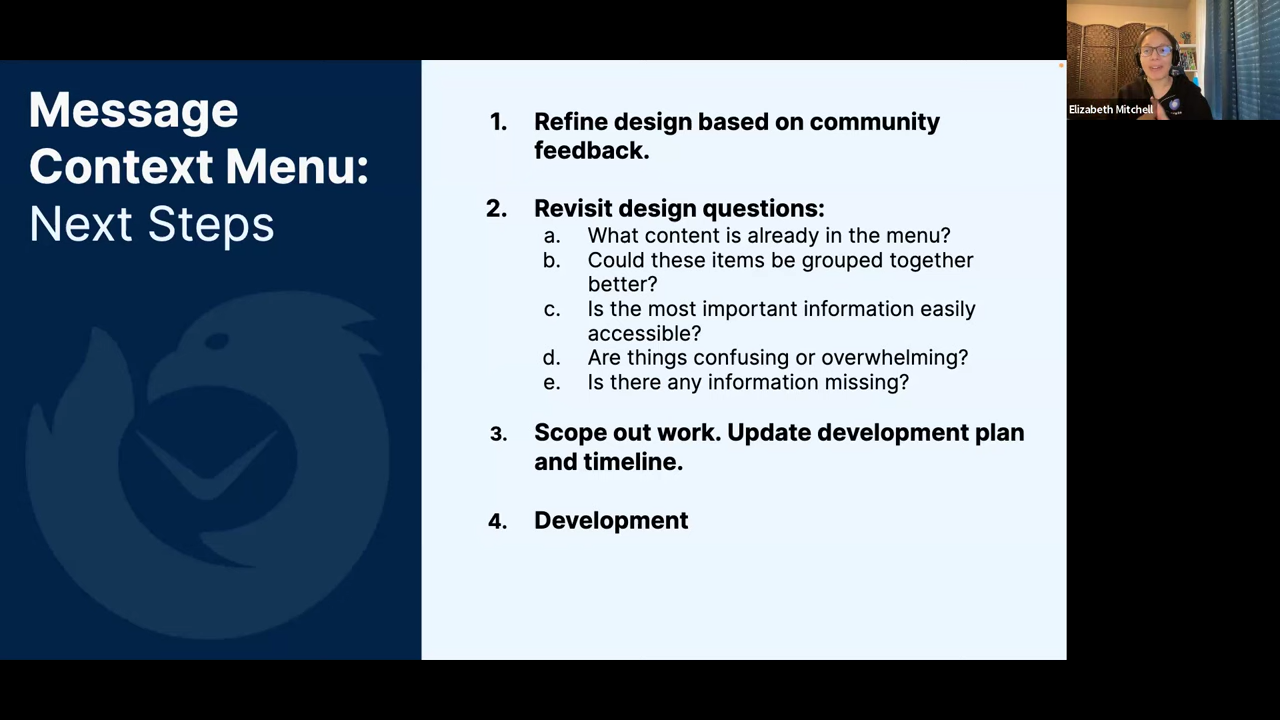 Message
Context Menu:
Next Steps
1. Refine design based on community
feedback.
2. Revisit design questions:
a. What content is already in the menu?
b. Could these items be grouped together
better?
c. Is the most important information easily
accessible?
d. Are things confusing or overwhelming?
e. Is there any information missing?
3. Scope out work. Update development plan
and timeline.
4. Development
Elizabeth Mitchell